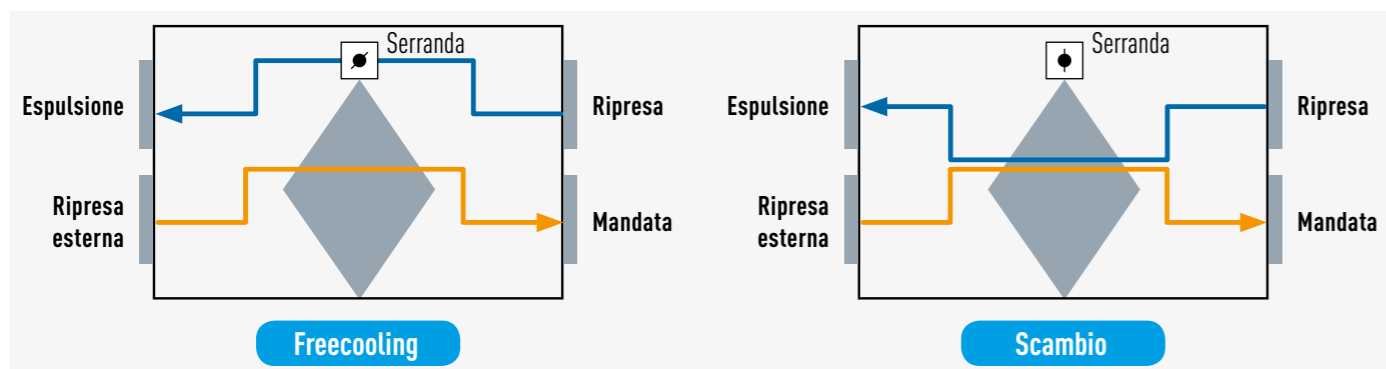 Serranda
Espulsione
Ripresa
Ripresa
esterna
Mandata
Freecooling
Serranda
Espulsione
Ripresa
Ripresa
esterna
Mandata
Scambio